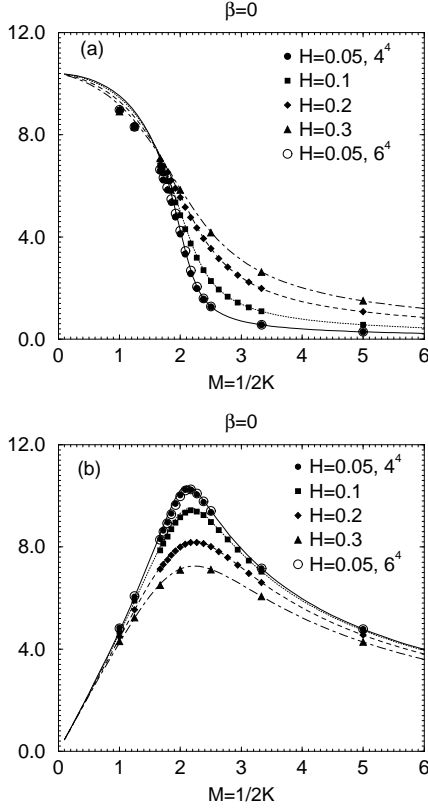 β=0
(a)
H=0.05, 4⁴
H=0.1
H=0.2
H=0.3
H=0.05, 6⁴
12.0
8.0
4.0
0.0
0 1 2 3 4 5 6
M=1/2K
β=0
(b)
H=0.05, 4⁴
H=0.1
H=0.2
H=0.3
H=0.05, 6⁴
12.0
8.0
4.0
0.0
0 1 2 3 4 5 6
M=1/2K